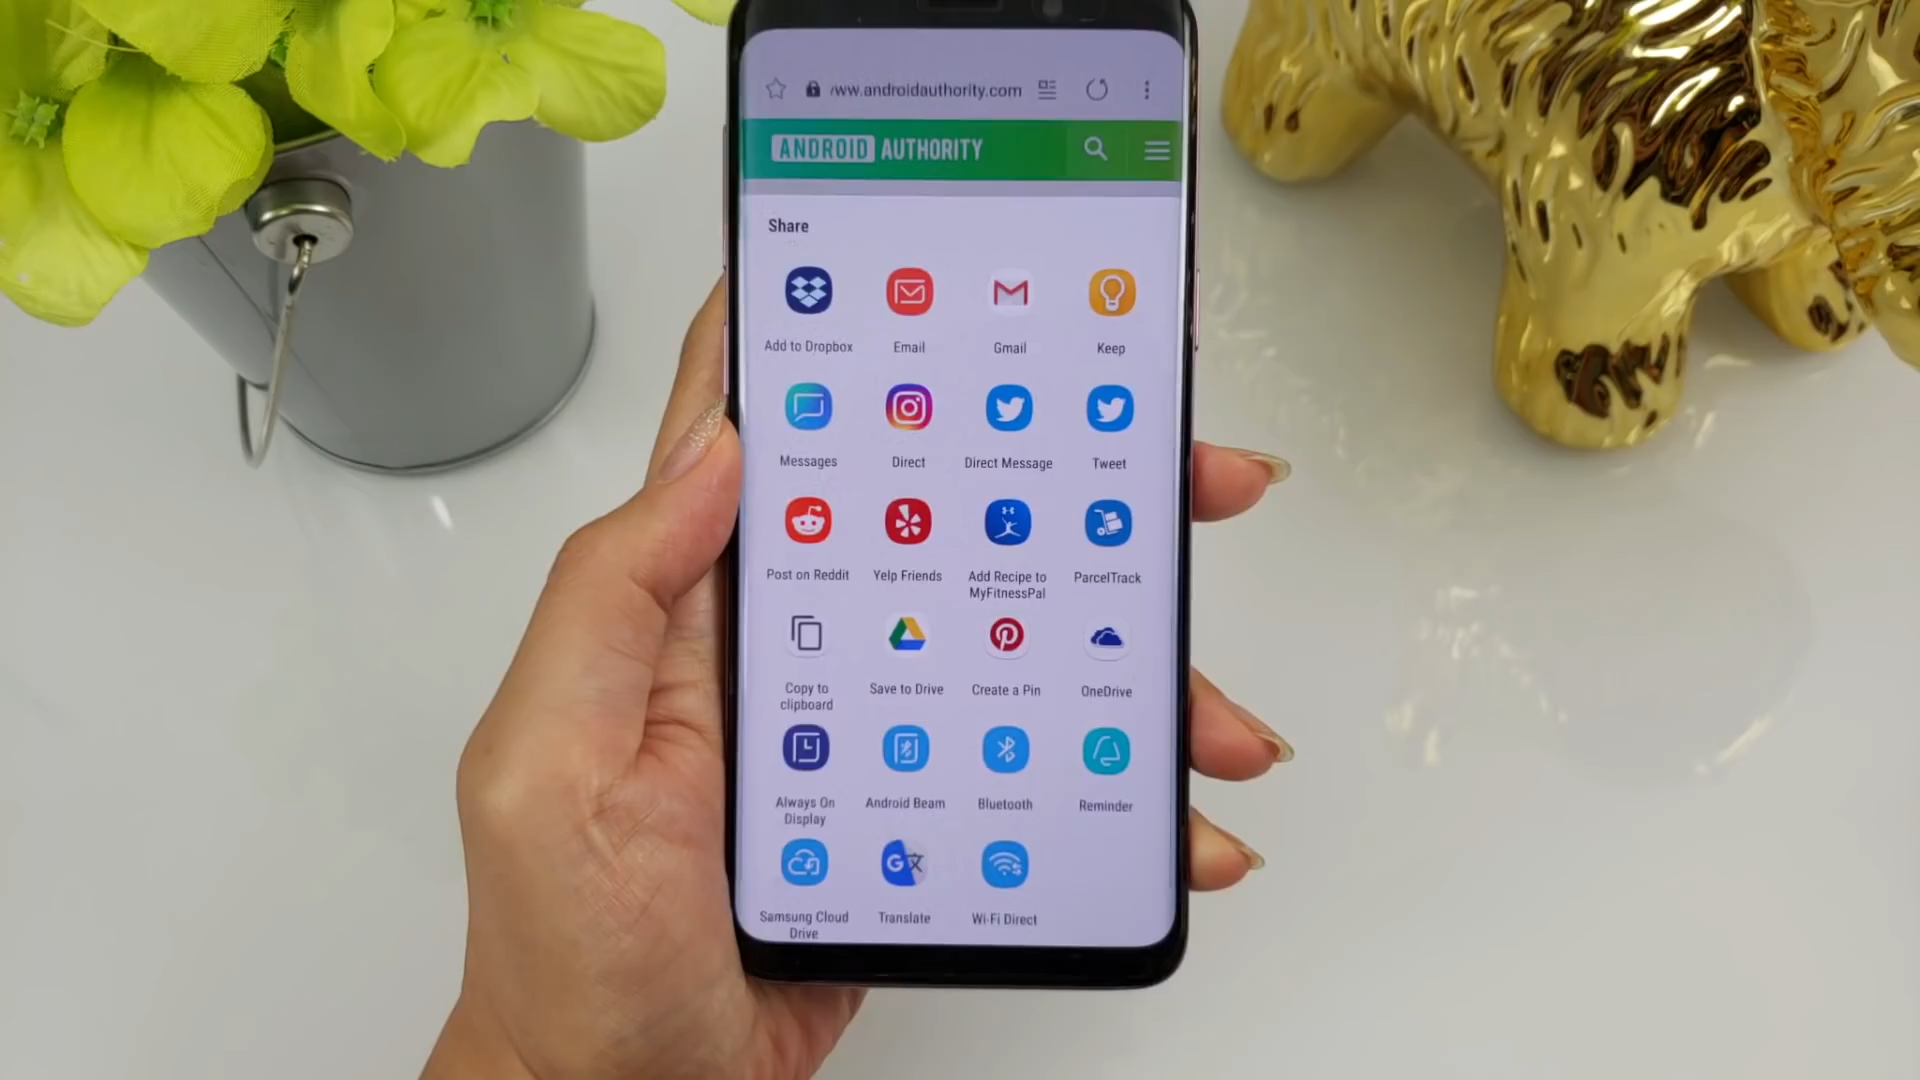 /ww.androidauthority.com
ANDROID AUTHORITY
Share
Add to Dropbox
Email
Gmail
Keep
Messages
Direct
Direct Message
Tweet
Post on Reddit
Yelp Friends
Add Recipe to
MyFitnessPal
ParcelTrack
Copy to
clipboard
Save to Drive
Create a Pin
OneDrive
Always On
Display
Android Beam
Bluetooth
Reminder
Samsung Cloud
Drive
G文
Translate
Wi-Fi Direct